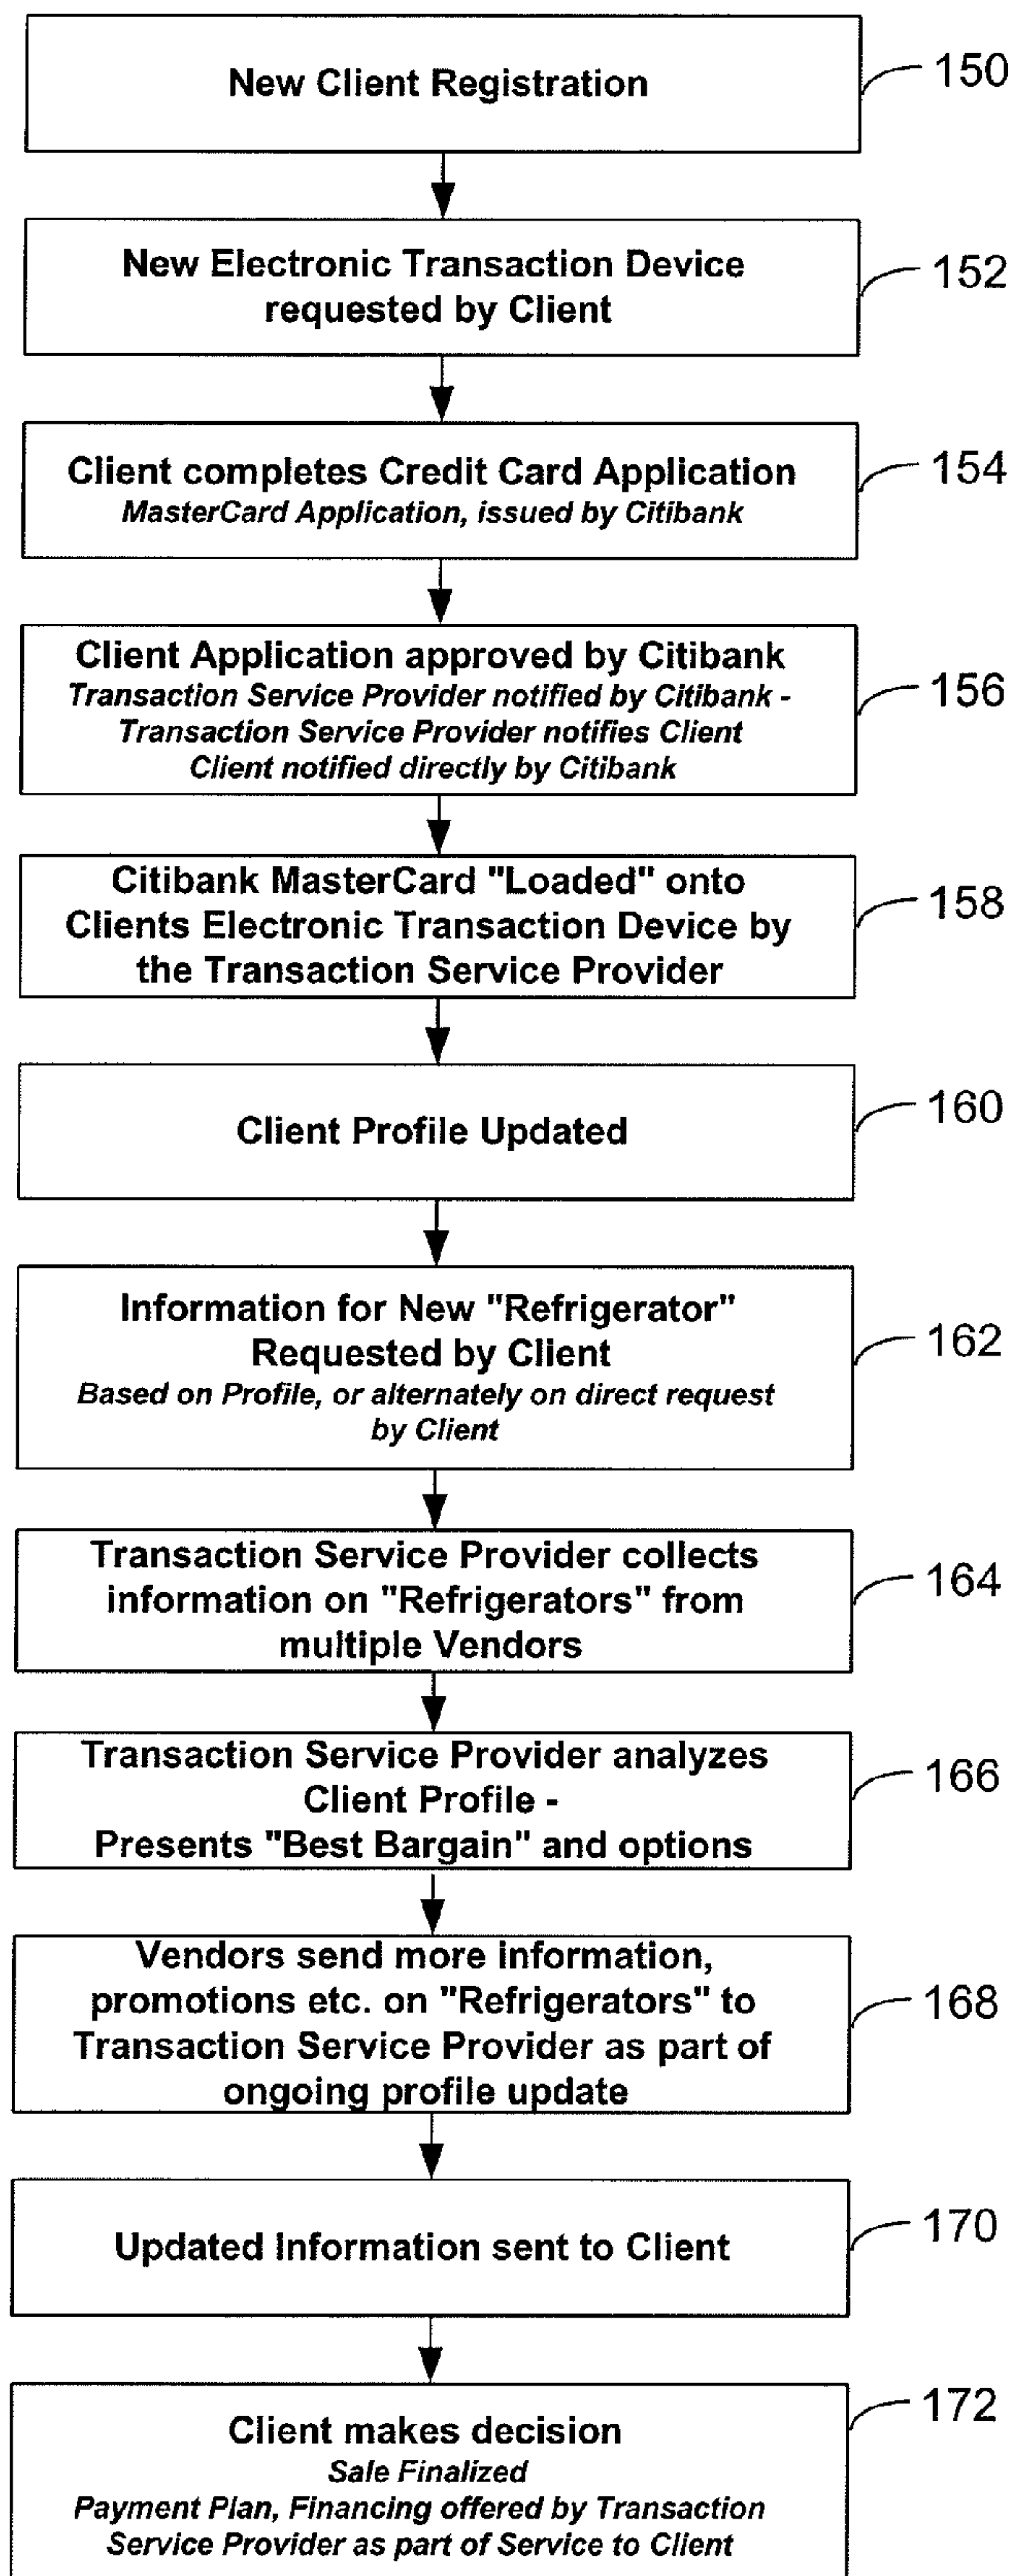 New Client Registration
150
New Electronic Transaction Device
requested by Client
152
Client completes Credit Card Application
MasterCard Application, issued by Citibank
154
Client Application approved by Citibank
Transaction Service Provider notified by Citibank -
Transaction Service Provider notifies Client
Client notified directly by Citibank
156
Citibank MasterCard "Loaded" onto
Clients Electronic Transaction Device by
the Transaction Service Provider
158
Client Profile Updated
160
Information for New "Refrigerator"
Requested by Client
Based on Profile, or alternately on direct request
by Client
162
Transaction Service Provider collects
information on "Refrigerators" from
multiple Vendors
164
Transaction Service Provider analyzes
Client Profile -
Presents "Best Bargain" and options
166
Vendors send more information,
promotions etc. on "Refrigerators" to
Transaction Service Provider as part of
ongoing profile update
168
Updated Information sent to Client
170
Client makes decision
Sale Finalized
Payment Plan, Financing offered by Transaction
Service Provider as part of Service to Client
172